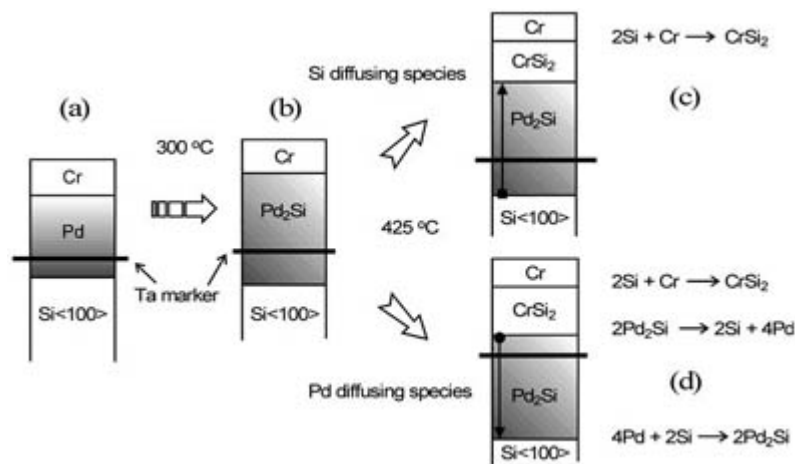 (a)
Cr
Pd
Si<100>
300 °C
Ta marker
(b)
Cr
Pd₂Si
Si<100>
425 °C
Si diffusing species
Cr
CrSi₂
Pd₂Si
Si<100>
2Si + Cr → CrSi₂
(c)
Pd diffusing species
Cr
CrSi₂
Pd₂Si
Si<100>
2Si + Cr → CrSi₂
2Pd₂Si → 2Si + 4Pd
(d)
4Pd + 2Si → 2Pd₂Si